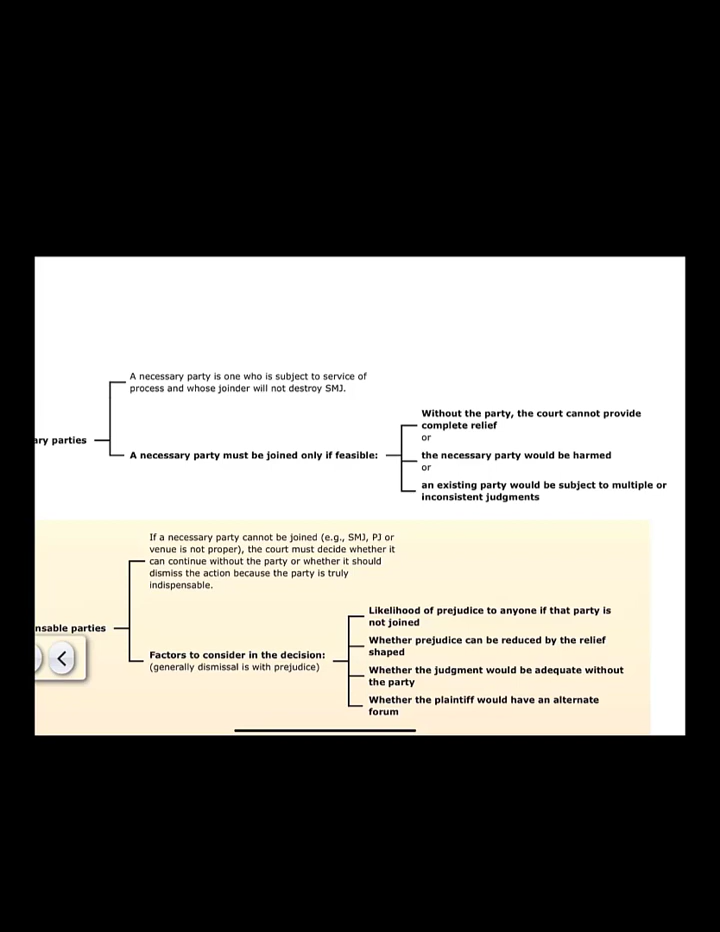 A necessary party is one who is subject to service of
process and whose joinder will not destroy SMJ.
ary parties
A necessary party must be joined only if feasible:
Without the party, the court cannot provide
complete relief
or
the necessary party would be harmed
or
an existing party would be subject to multiple or
inconsistent judgments
If a necessary party cannot be joined (e.g., SMJ, PJ or
venue is not proper), the court must decide whether it
can continue without the party or whether it should
dismiss the action because the party is truly
indispensable.
nsable parties
Factors to consider in the decision:
(generally dismissal is with prejudice)
Likelihood of prejudice to anyone if that party is
not joined
Whether prejudice can be reduced by the relief
shaped
Whether the judgment would be adequate without
the party
Whether the plaintiff would have an alternate
forum